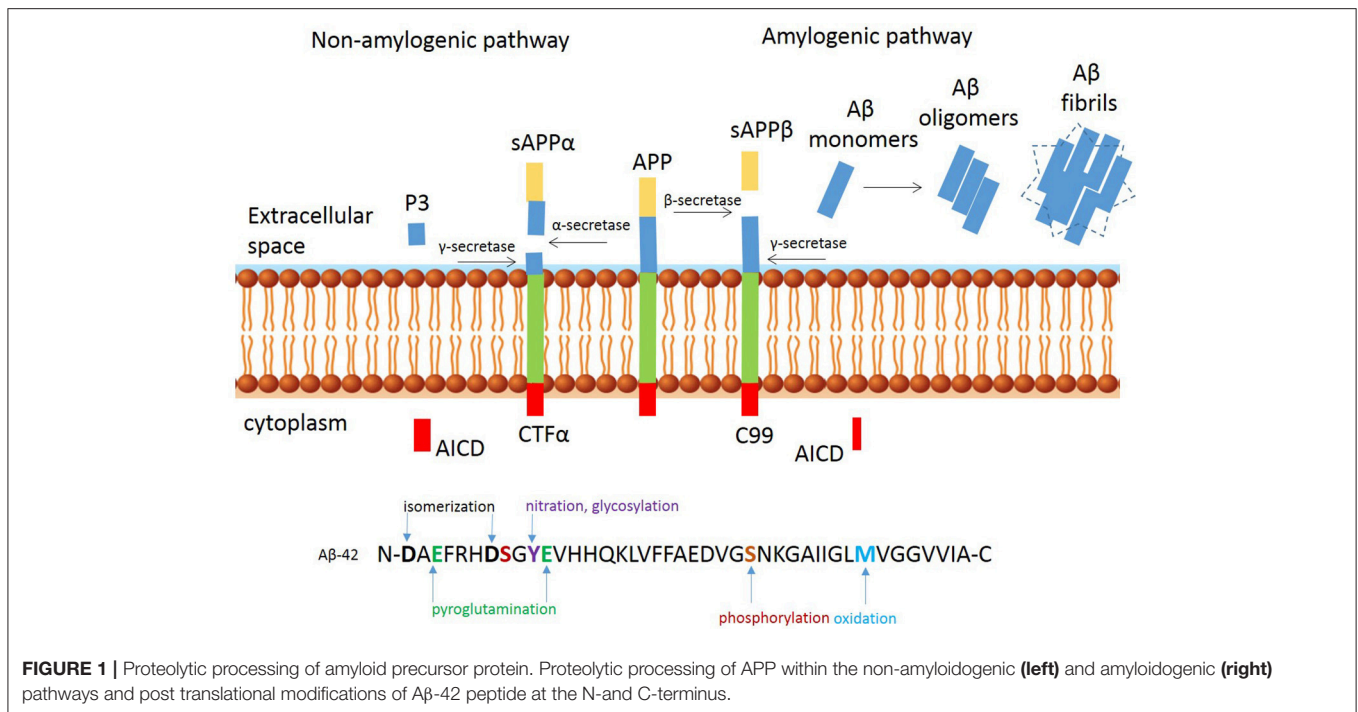 Non-amylogenic pathway
Amylogenic pathway
Aβ
fibrils
Aβ
oligomers
Aβ
monomers
sAPPβ
sAPPα
APP
P3
β-secretase
α-secretase
Extracellular
space
γ-secretase
γ-secretase
cytoplasm
AICD
CTFα
C99
AICD
isomerization
nitration, glycosylation
Aβ-42 N-DAEFRHDSGYEVHHQKLVFFAEDVGSNKGAIIGLMVGGVVIA-C
pyroglutamination
phosphorylation oxidation
FIGURE 1 | Proteolytic processing of amyloid precursor protein. Proteolytic processing of APP within the non-amyloidogenic (left) and amyloidogenic (right)
pathways and post translational modifications of Aβ-42 peptide at the N-and C-terminus.